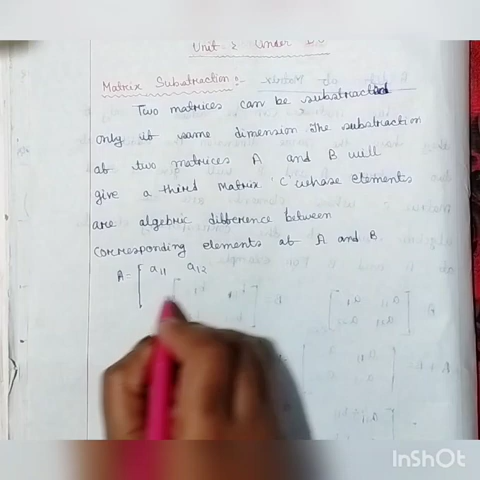 Unit-2 Under
Matrix Substraction:-
Two matrices can be substracted
only if same dimension The substraction
of two matrices A and B will
give a third Matrix 'C' whose elements
are algebric difference between
corresponding elements of A and B
A = [ a11 a12
InShOt